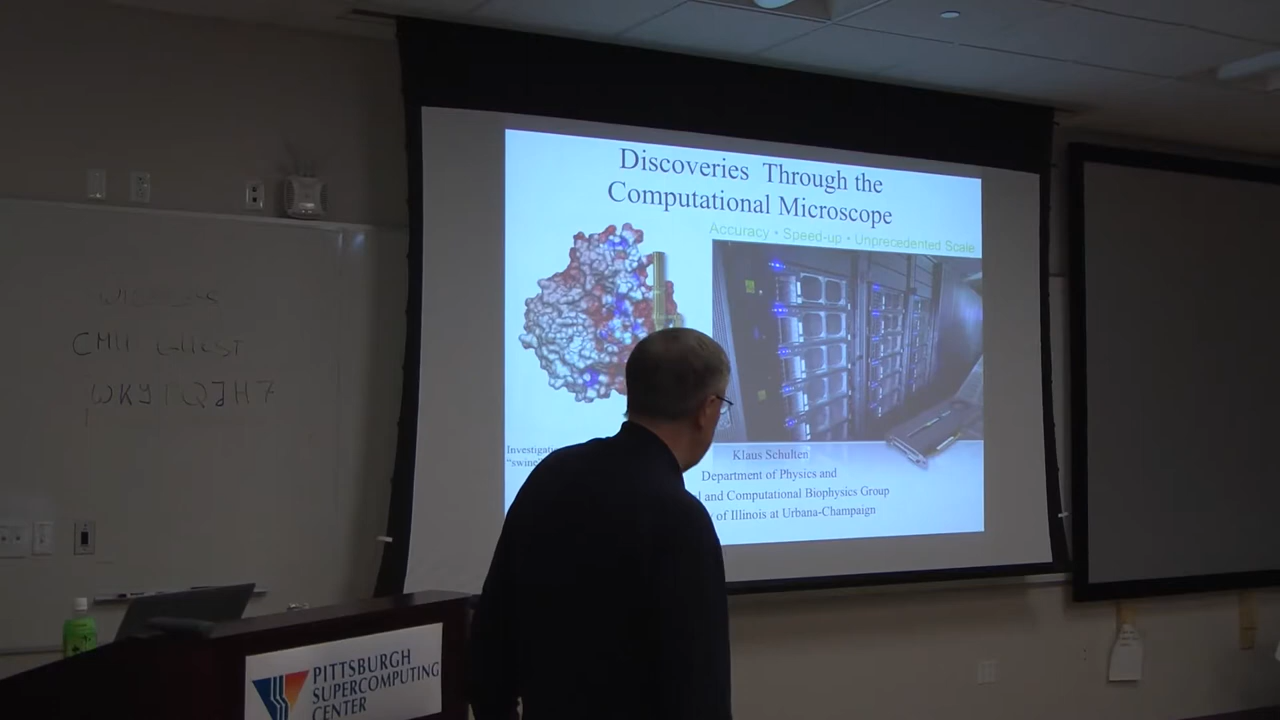 Discoveries Through the
Computational Microscope
Accuracy • Speed-up • Unprecedented Scale
Klaus Schulten
Department of Physics and
and Computational Biophysics Group
of Illinois at Urbana-Champaign
"swine"
CMU GUEST
PITTSBURGH
SUPERCOMPUTING
CENTER